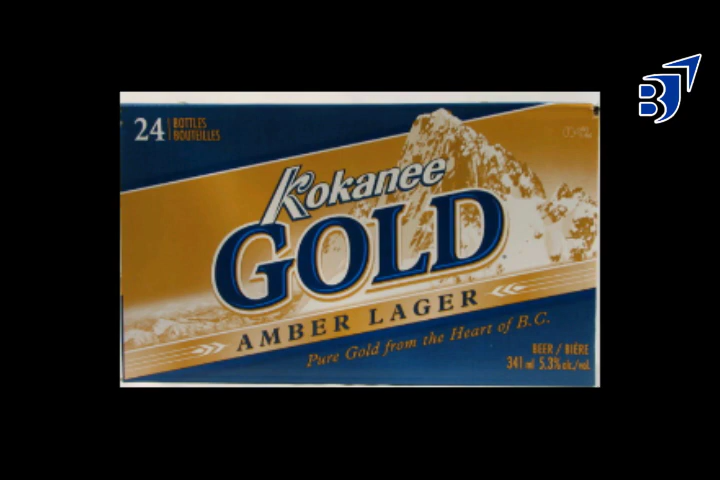 24 BOTTLES
BOUTEILLES
Kokanee
GOLD
AMBER LAGER
Pure Gold from the Heart of B.C.
BEER / BIÈRE
341 ml 5.3% alc./vol.
B